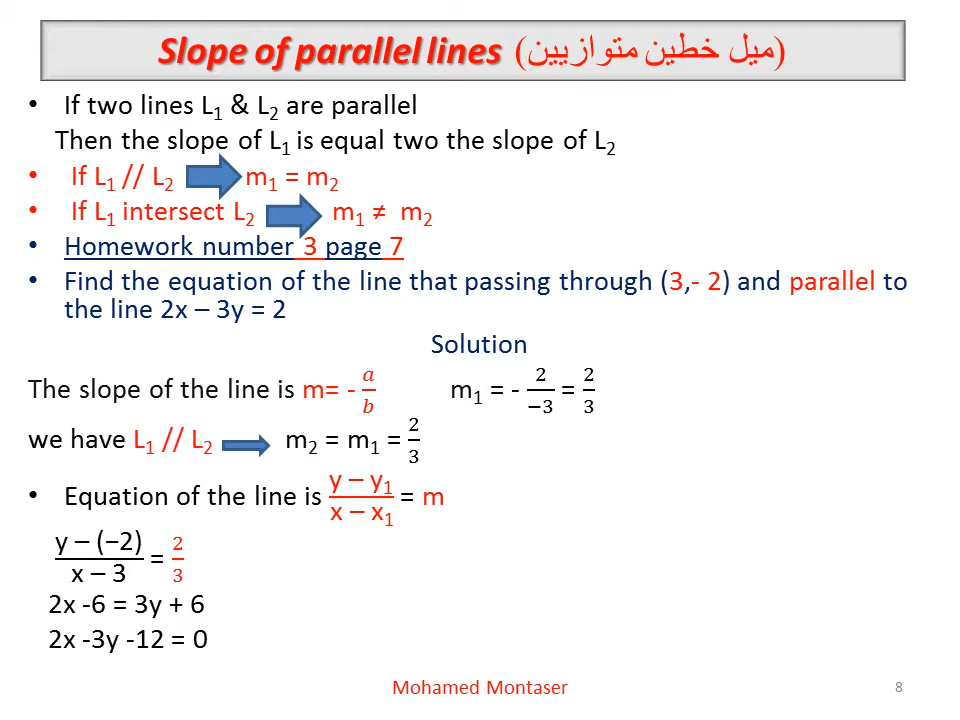 Slope of parallel lines (ميل خطين متوازيين)
• If two lines L₁ & L₂ are parallel
Then the slope of L₁ is equal two the slope of L₂
• If L₁ // L₂ m₁ = m₂
• If L₁ intersect L₂ m₁ ≠ m₂
• Homework number 3 page 7
• Find the equation of the line that passing through (3,- 2) and parallel to
the line 2x – 3y = 2
Solution
The slope of the line is m= - a/b m₁ = - 2/−3 = 2/3
we have L₁ // L₂ m₂ = m₁ = 2/3
• Equation of the line is (y – y₁)/(x – x₁) = m
(y – (−2))/(x – 3) = 2/3
2x -6 = 3y + 6
2x -3y -12 = 0
Mohamed Montaser
8